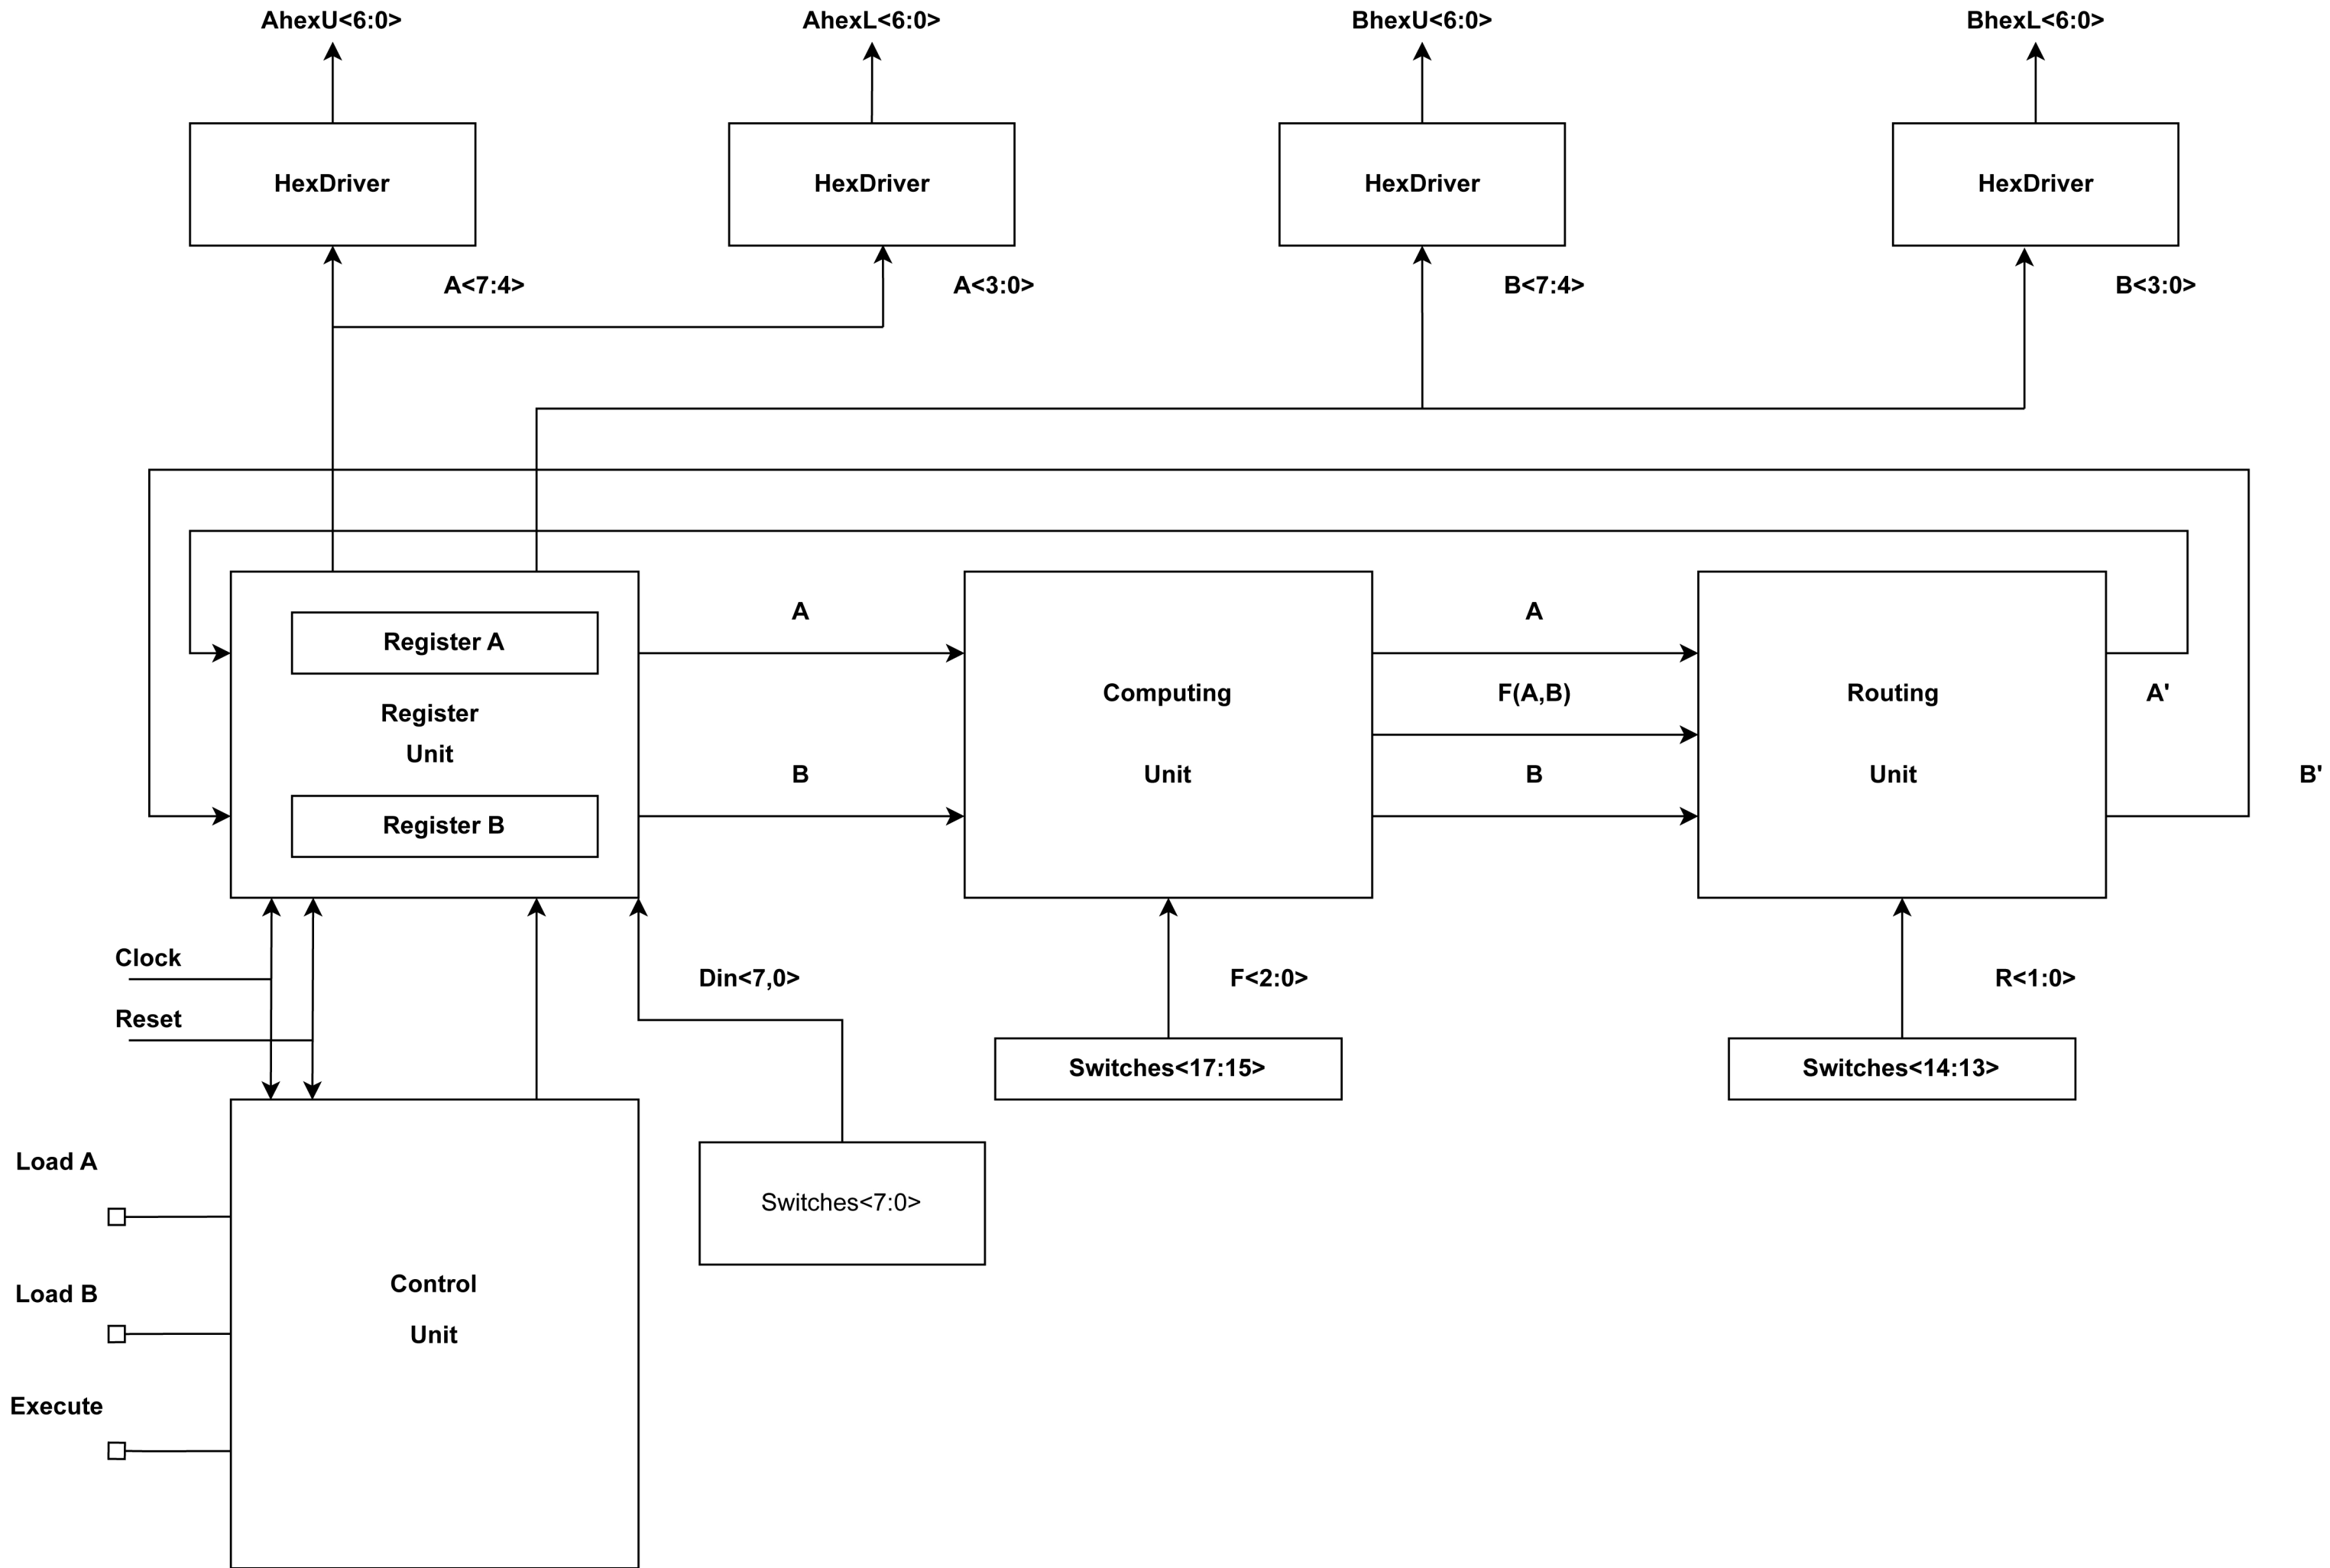 AhexU<6:0>
AhexL<6:0>
BhexU<6:0>
BhexL<6:0>
HexDriver
HexDriver
HexDriver
HexDriver
A<7:4>
A<3:0>
B<7:4>
B<3:0>
Register A
Register
Unit
Register B
A
B
Computing
Unit
A
F(A,B)
B
Routing
Unit
A'
B'
Clock
Reset
Din<7,0>
F<2:0>
R<1:0>
Switches<17:15>
Switches<14:13>
Switches<7:0>
Load A
Load B
Execute
Control
Unit